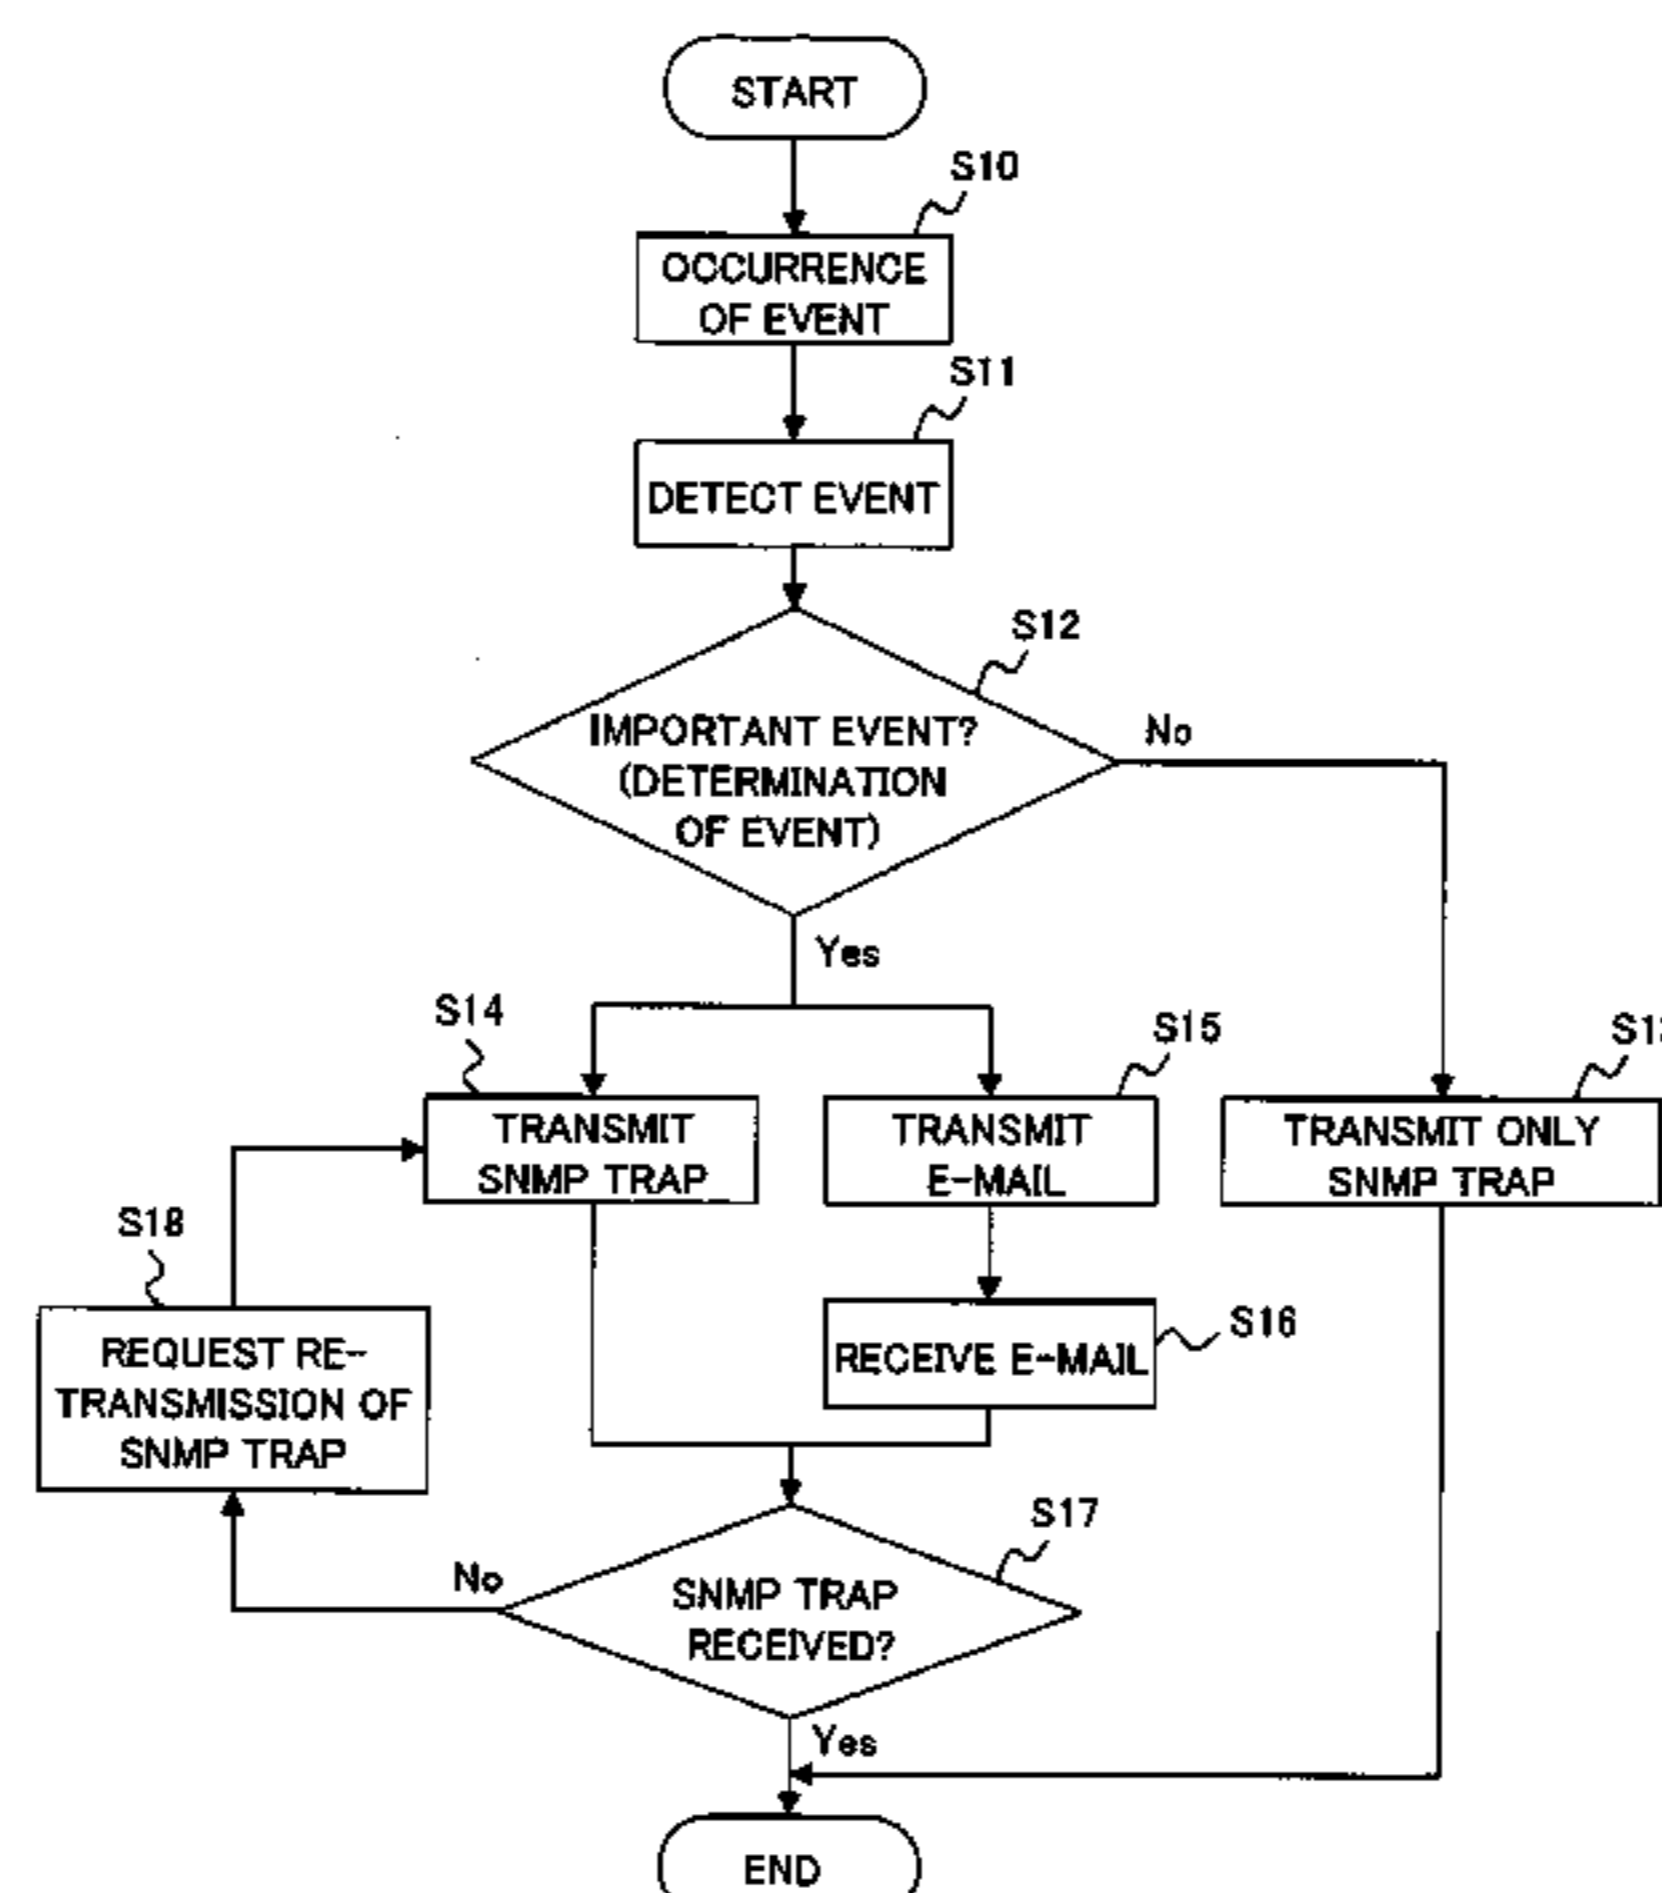 START
S10
OCCURRENCE
OF EVENT
S11
DETECT EVENT
S12
IMPORTANT EVENT?
(DETERMINATION
OF EVENT)
No
Yes
S14
S15
TRANSMIT
SNMP TRAP
TRANSMIT
E-MAIL
TRANSMIT ONLY
SNMP TRAP
S18
REQUEST RE-
TRANSMISSION OF
SNMP TRAP
RECEIVE E-MAIL
S16
S17
No
SNMP TRAP
RECEIVED?
Yes
END